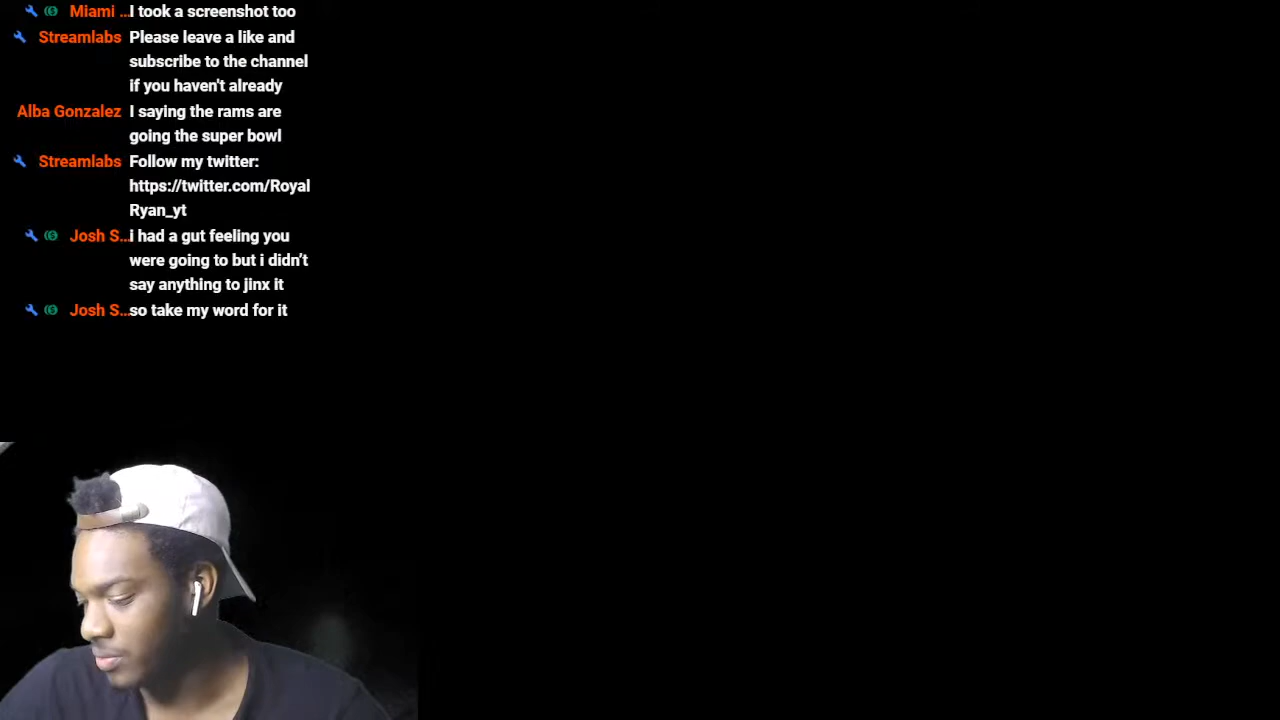 Miami ...I took a screenshot too
Streamlabs Please leave a like and
subscribe to the channel
if you haven't already
Alba Gonzalez I saying the rams are
going the super bowl
Streamlabs Follow my twitter:
https://twitter.com/Royal
Ryan_yt
Josh S...i had a gut feeling you
were going to but i didn’t
say anything to jinx it
Josh S...so take my word for it